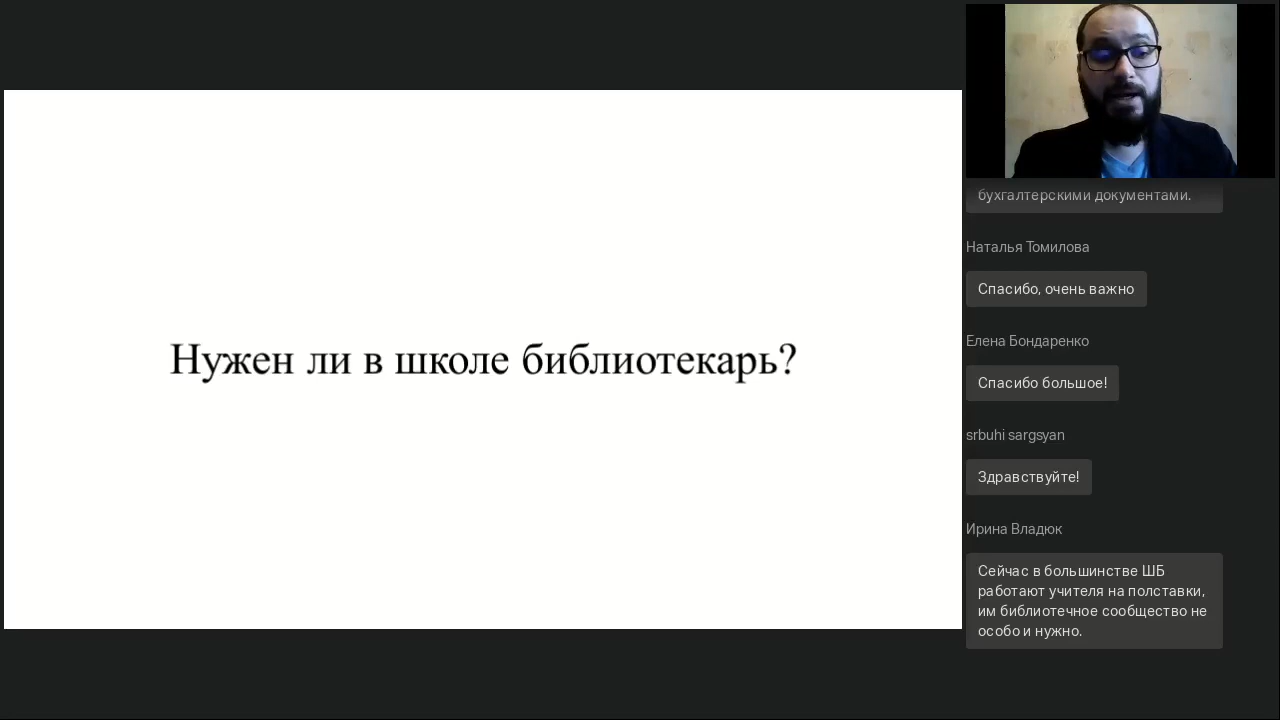 Нужен ли в школе библиотекарь?
бухгалтерскими документами.
Наталья Томилова
Спасибо, очень важно
Елена Бондаренко
Спасибо большое!
srbuhi sargsyan
Здравствуйте!
Ирина Владюк
Сейчас в большинстве ШБ
работают учителя на полставки,
им библиотечное сообщество не
особо и нужно.